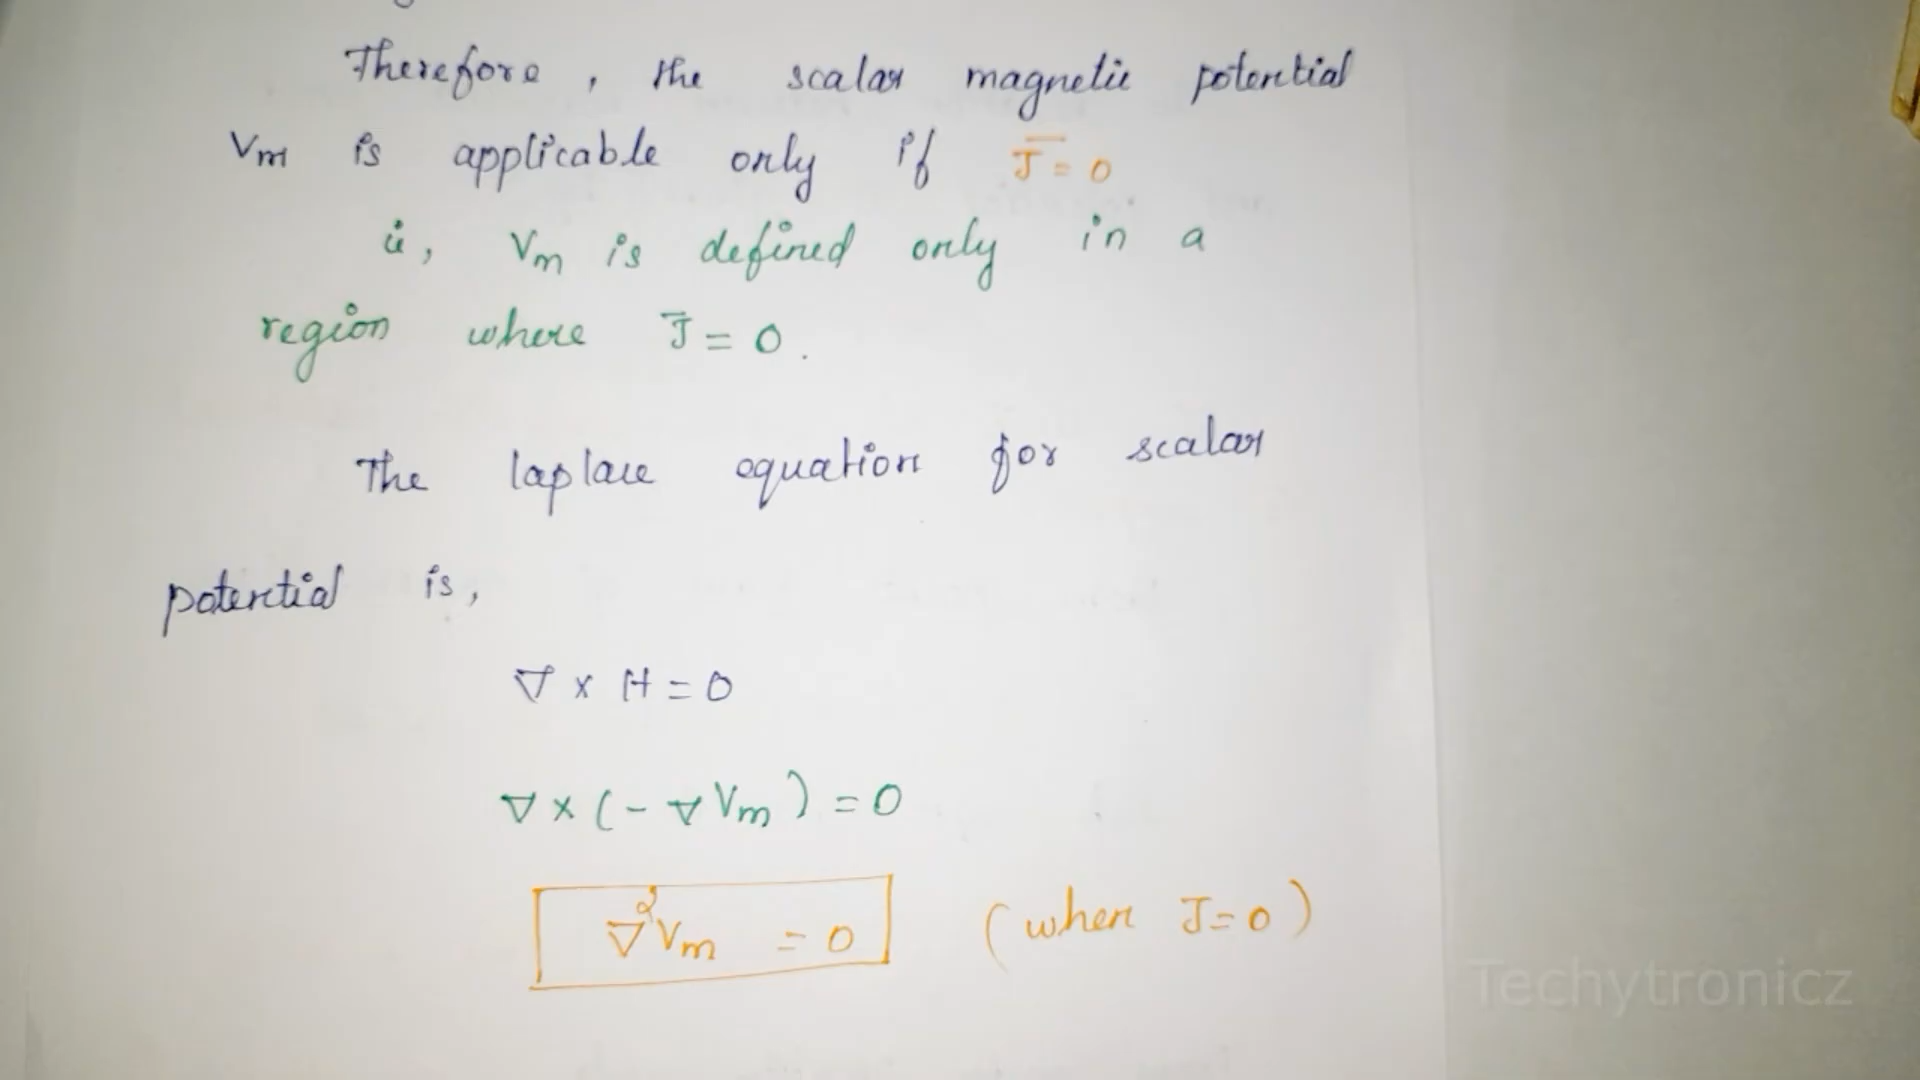 Therefore, the scalar magnetic potential
Vm is applicable only if J̅ = 0
ie, Vm is defined only in a
region where J̅ = 0.
The laplace equation for scalar
potential is,
∇ × H = 0
∇ × (- ∇ Vm) = 0
∇²Vm = 0 (where J = 0)
Techytronicz